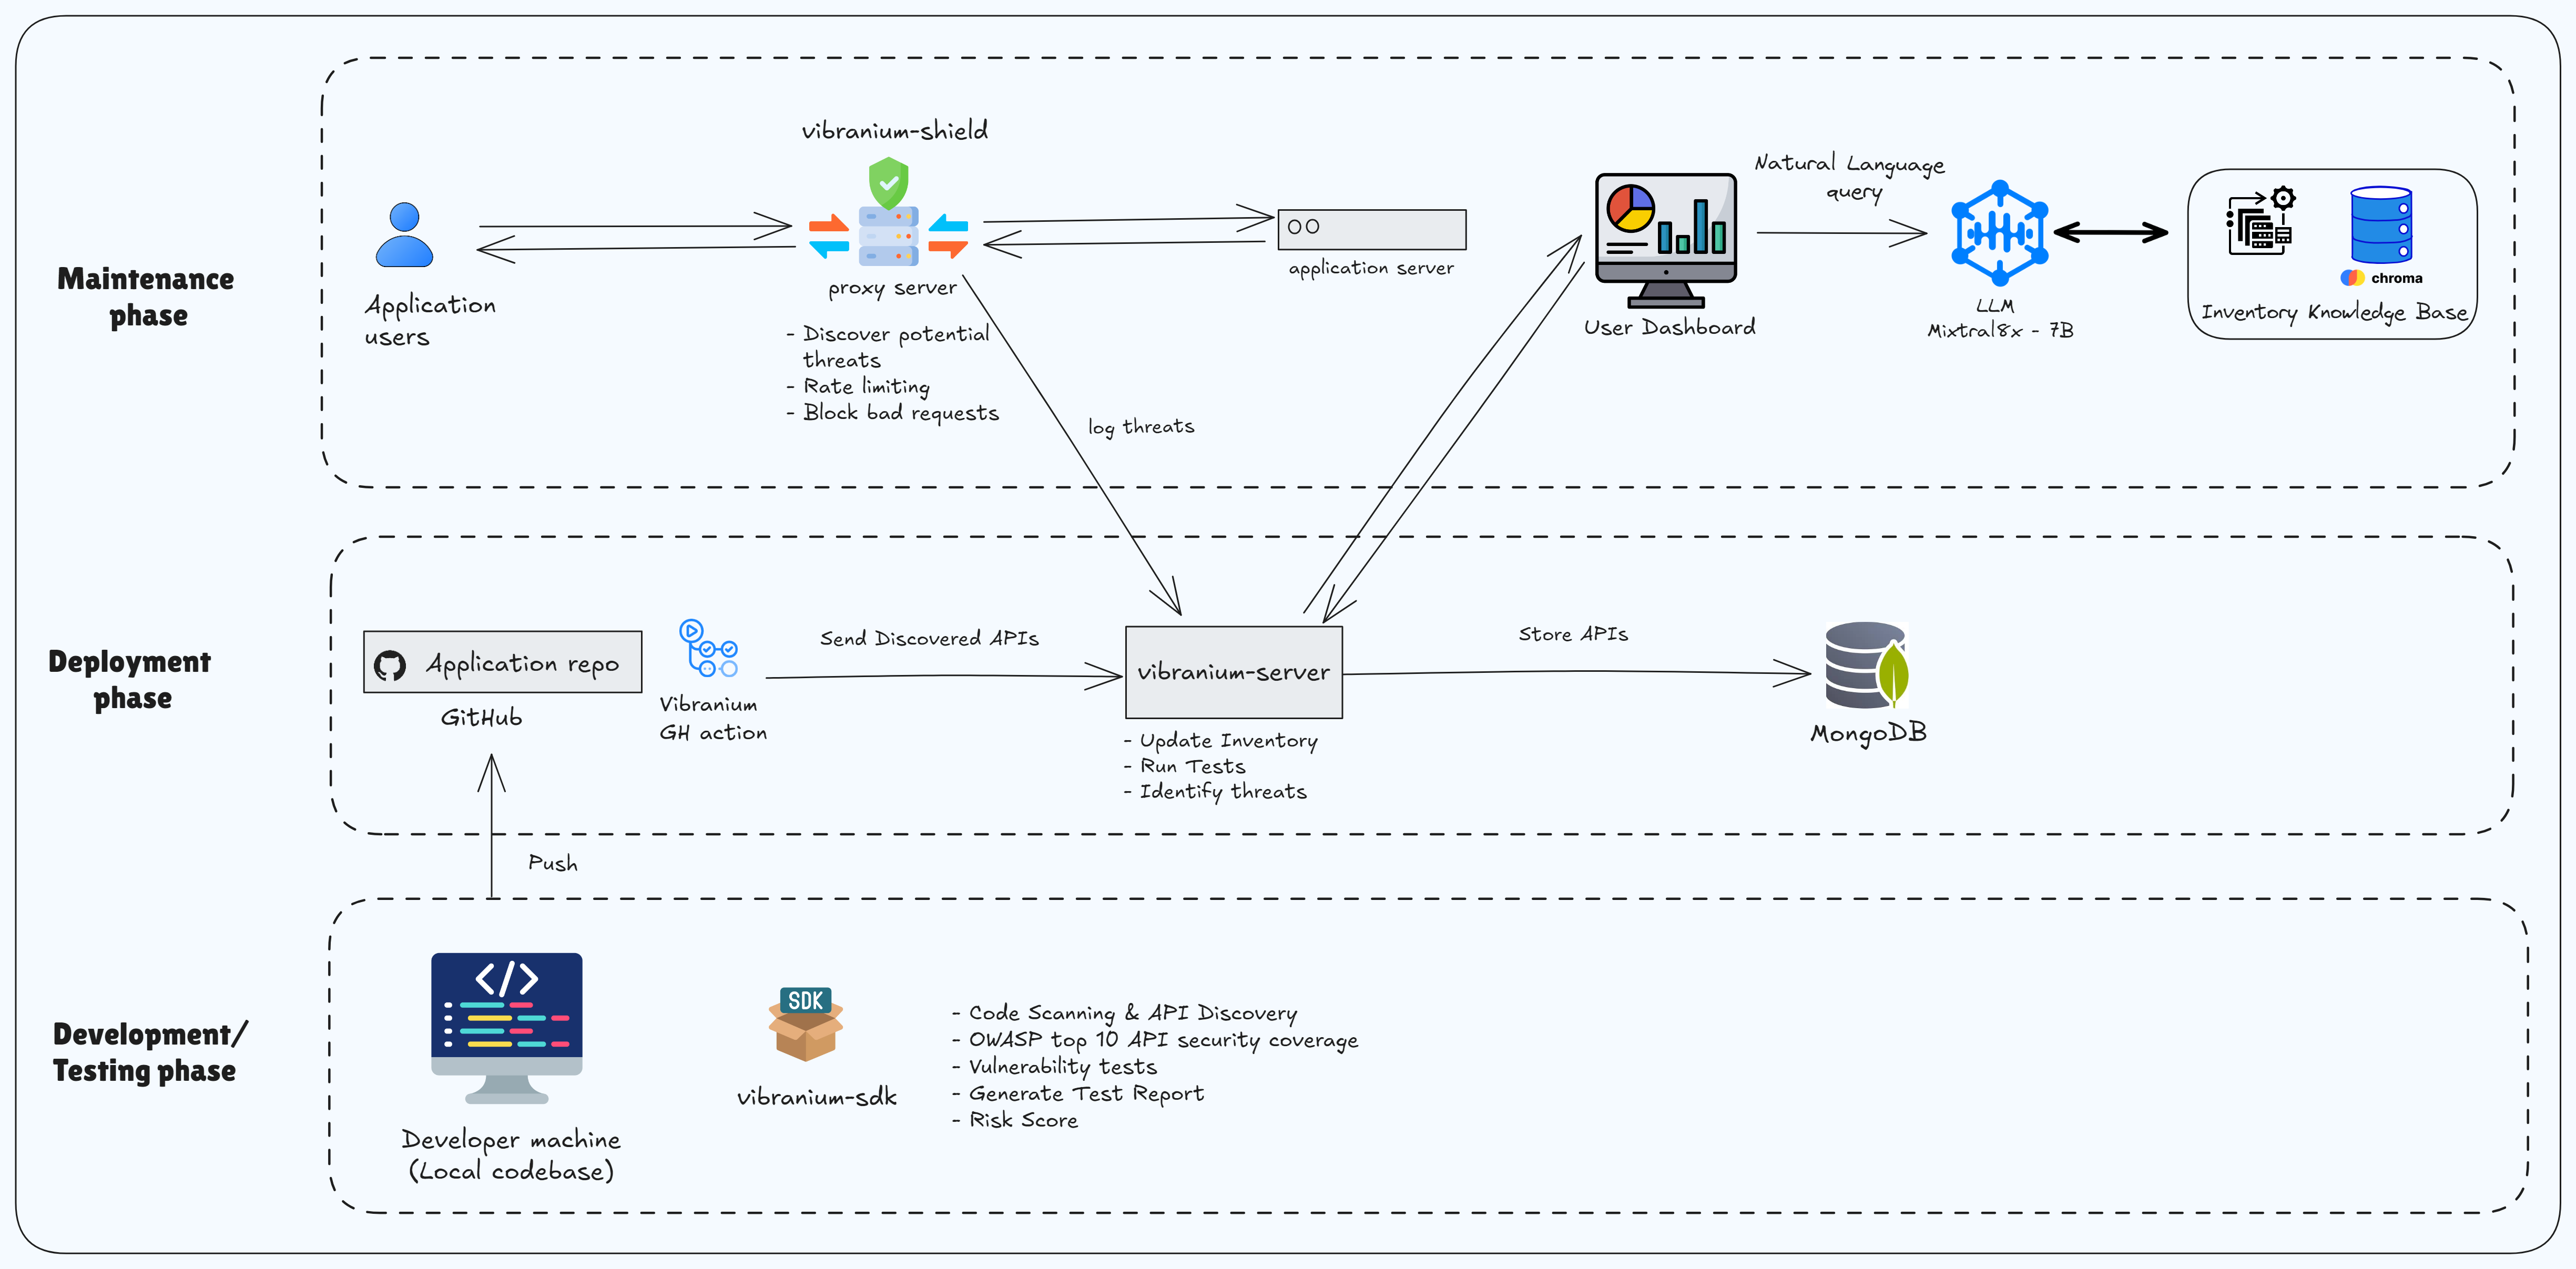 Maintenance
phase
vibranium-shield
proxy server
- Discover potential
threats
- Rate limiting
- Block bad requests
Application
users
application server
log threats
User Dashboard
Natural Language
query
LLM
Mixtral8x - 7B
chroma
Inventory Knowledge Base
Deployment
phase
Application repo
GitHub
Vibranium
GH action
Send Discovered APIs
vibranium-server
- Update Inventory
- Run Tests
- Identify threats
Store APIs
MongoDB
Push
Development/
Testing phase
Developer machine
(Local codebase)
SDK
vibranium-sdk
- Code Scanning & API Discovery
- OWASP top 10 API security coverage
- Vulnerability tests
- Generate Test Report
- Risk Score